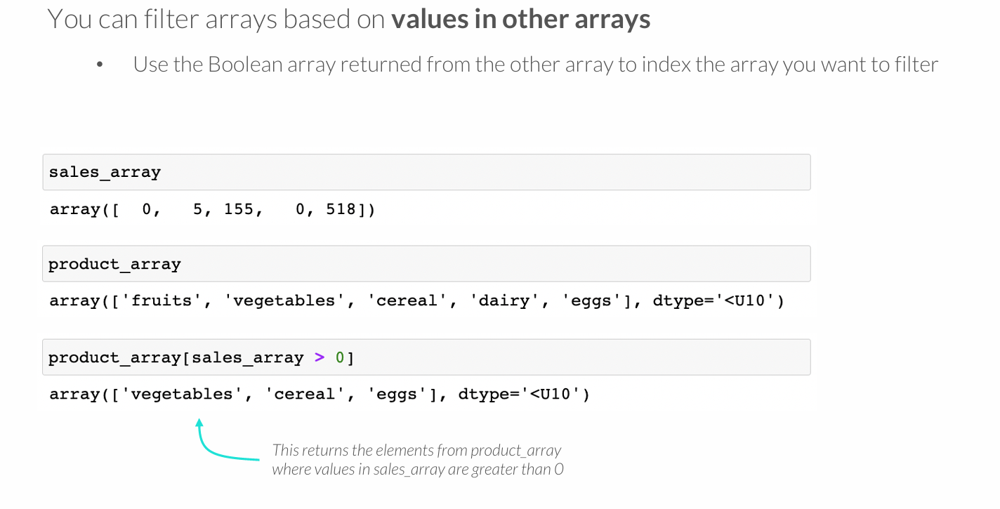 You can filter arrays based on values in other arrays
• Use the Boolean array returned from the other array to index the array you want to filter
sales_array
array([  0,   5, 155,   0, 518])
product_array
array(['fruits', 'vegetables', 'cereal', 'dairy', 'eggs'], dtype='<U10')
product_array[sales_array > 0]
array(['vegetables', 'cereal', 'eggs'], dtype='<U10')
This returns the elements from product_array
where values in sales_array are greater than 0